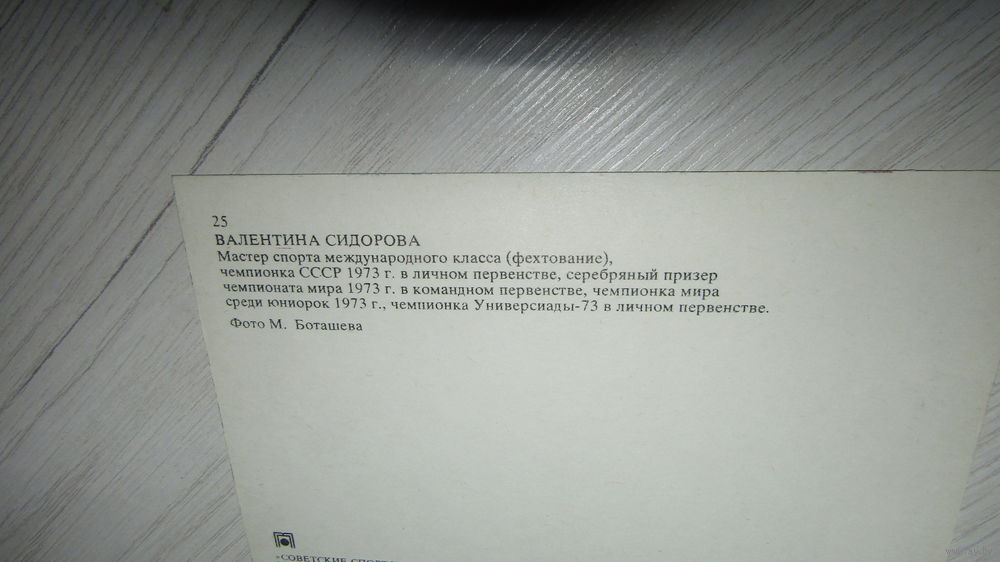 25
ВАЛЕНТИНА СИДОРОВА
Мастер спорта международного класса (фехтование),
чемпионка СССР 1973 г. в личном первенстве, серебряный призер
чемпионата мира 1973 г. в командном первенстве, чемпионка мира
среди юниорок 1973 г., чемпионка Универсиады-73 в личном первенстве.
Фото М. Боташева
«СОВЕТСКИЕ